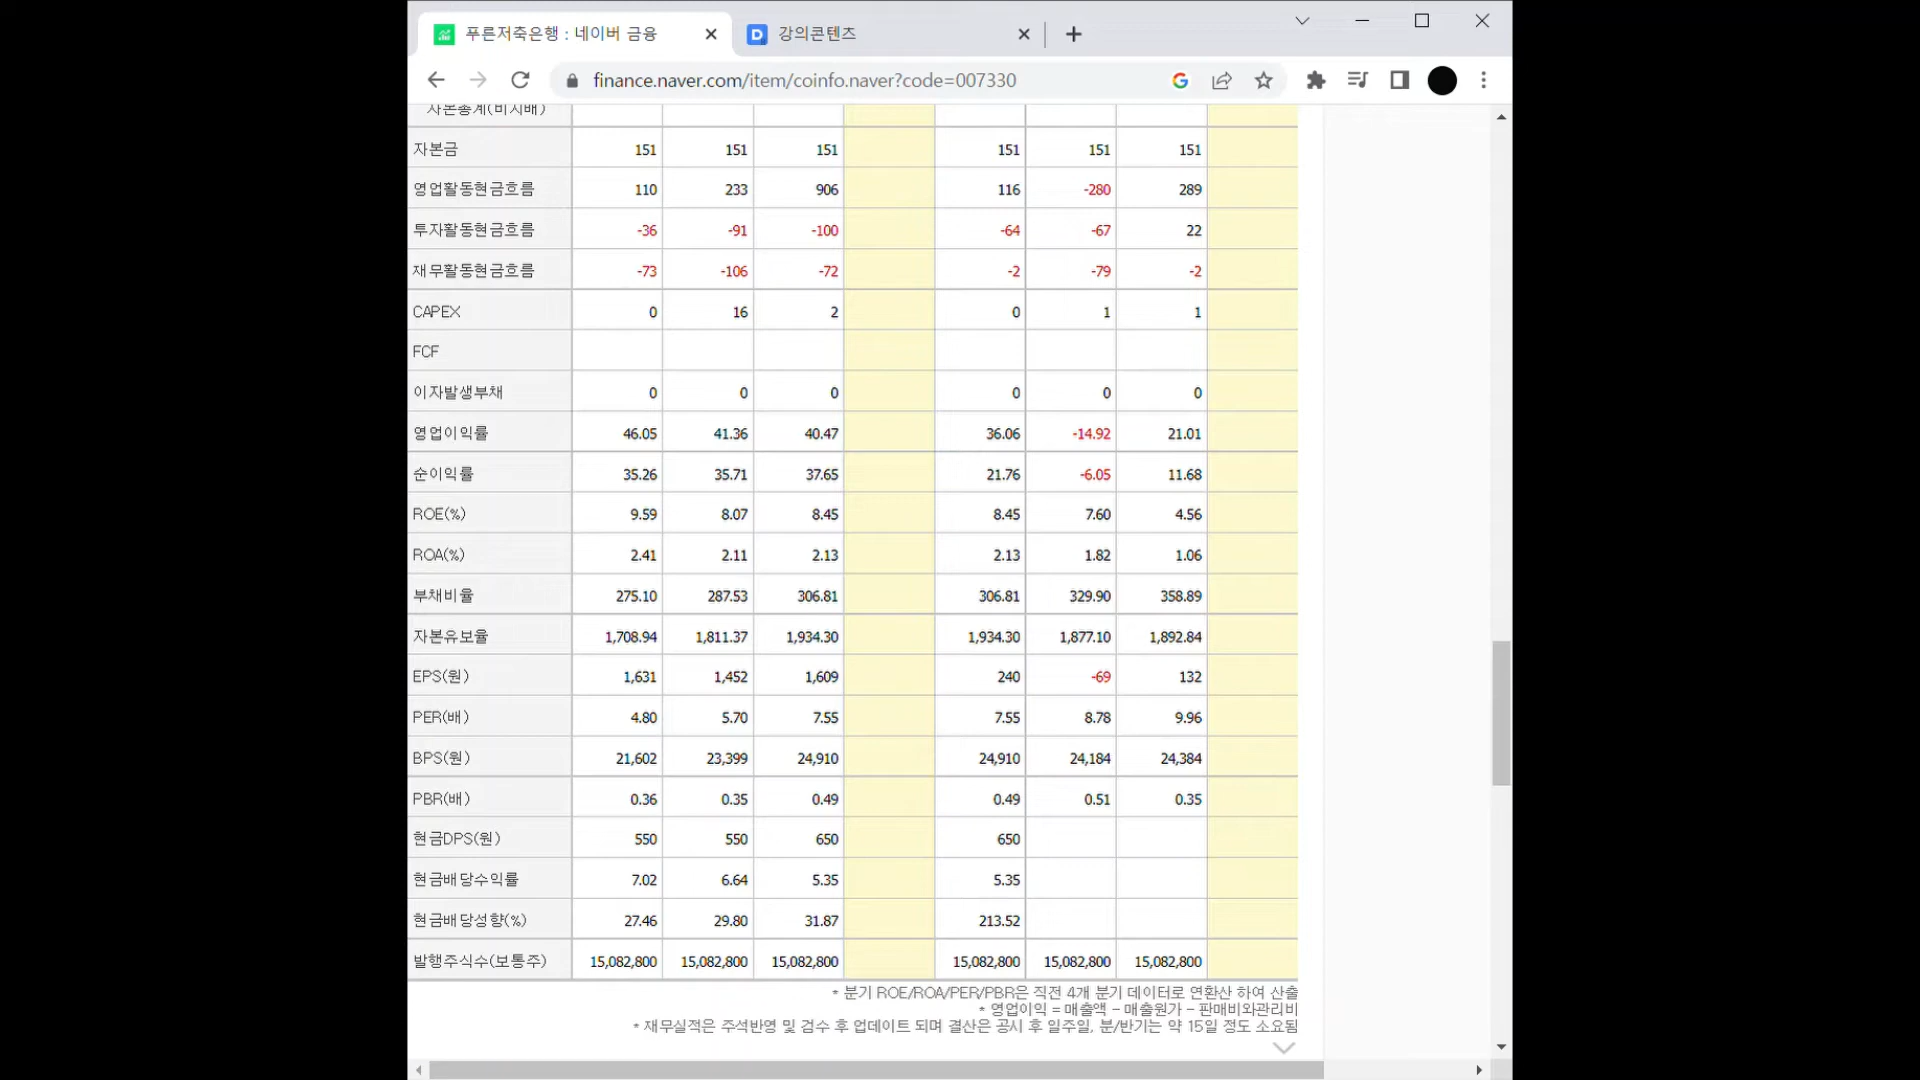 푸른저축은행 : 네이버 금융
강의콘텐츠
finance.naver.com/item/coinfo.naver?code=007330
자본총계(비지배)
자본금 151 151 151 151 151 151
영업활동현금흐름 110 233 906 116 -280 289
투자활동현금흐름 -36 -91 -100 -64 -67 22
재무활동현금흐름 -73 -106 -72 -2 -79 -2
CAPEX 0 16 2 0 1 1
FCF
이자발생부채 0 0 0 0 0 0
영업이익률 46.05 41.36 40.47 36.06 -14.92 21.01
순이익률 35.26 35.71 37.65 21.76 -6.05 11.68
ROE(%) 9.59 8.07 8.45 8.45 7.60 4.56
ROA(%) 2.41 2.11 2.13 2.13 1.82 1.06
부채비율 275.10 287.53 306.81 306.81 329.90 358.89
자본유보율 1,708.94 1,811.37 1,934.30 1,934.30 1,877.10 1,892.84
EPS(원) 1,631 1,452 1,609 240 -69 132
PER(배) 4.80 5.70 7.55 7.55 8.78 9.96
BPS(원) 21,602 23,399 24,910 24,910 24,184 24,384
PBR(배) 0.36 0.35 0.49 0.49 0.51 0.35
현금DPS(원) 550 550 650 650
현금배당수익률 7.02 6.64 5.35 5.35
현금배당성향(%) 27.46 29.80 31.87 213.52
발행주식수(보통주) 15,082,800 15,082,800 15,082,800 15,082,800 15,082,800 15,082,800
* 분기 ROE/ROA/PER/PBR은 직전 4개 분기 데이터로 연환산 하여 산출
* 영업이익 = 매출액 - 매출원가 - 판매비와관리비
* 재무실적은 주석반영 및 검수 후 업데이트 되며 결산은 공시 후 일주일, 분/반기는 약 15일 정도 소요됨